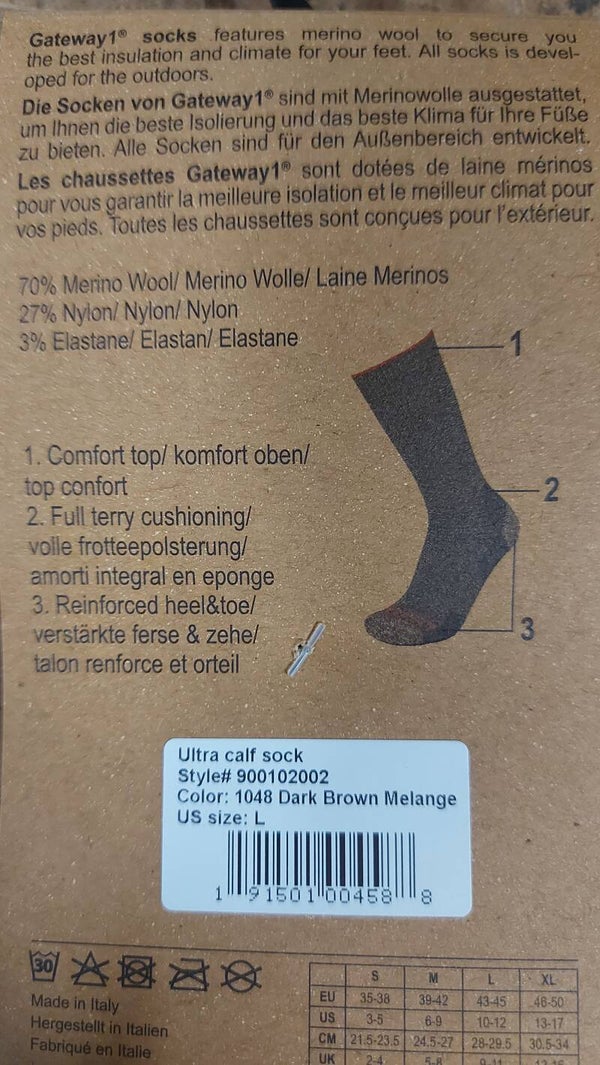 Gateway1® socks features merino wool to secure you
the best insulation and climate for your feet. All socks is devel-
oped for the outdoors.
Die Socken von Gateway1® sind mit Merinowolle ausgestattet,
um Ihnen die beste Isolierung und das beste Klima für Ihre Füße
zu bieten. Alle Socken sind für den Außenbereich entwickelt.
Les chaussettes Gateway1® sont dotées de laine mérinos
pour vous garantir la meilleure isolation et le meilleur climat pour
vos pieds. Toutes les chaussettes sont conçues pour l'extérieur.
70% Merino Wool/ Merino Wolle/ Laine Merinos
27% Nylon/ Nylon/ Nylon
3% Elastane/ Elastan/ Elastane
1
1. Comfort top/ komfort oben/
top confort
2. Full terry cushioning/
volle frotteepolsterung/
amorti integral en eponge
3. Reinforced heel&toe/
verstärkte ferse & zehe/
talon renforce et orteil
2
3
Ultra calf sock
Style# 900102002
Color: 1048 Dark Brown Melange
US size: L
1 91501 00458 8
30
Made in Italy
Hergestellt in Italien
Fabriqué en Italie
S M L XL
EU 35-38 39-42 43-45 46-50
US 3-5 6-9 10-12 13-17
CM 21.5-23.5 24.5-27 28-29.5 30.5-34
UK 2-4 5-8 9-11